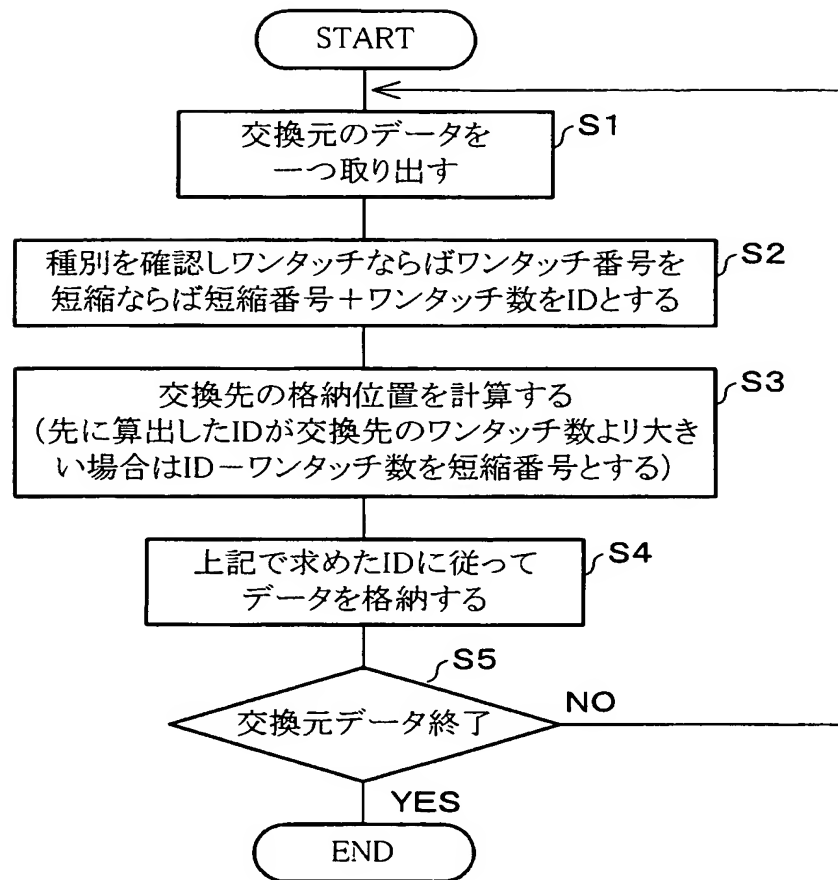 START
交換元のデータを
一つ取り出す
S1
種別を確認しワンタッチならばワンタッチ番号を
短縮ならば短縮番号＋ワンタッチ数をIDとする
S2
交換先の格納位置を計算する
（先に算出したIDが交換先のワンタッチ数より大き
い場合はID－ワンタッチ数を短縮番号とする）
S3
上記で求めたIDに従って
データを格納する
S4
S5
交換元データ終了
NO
YES
END